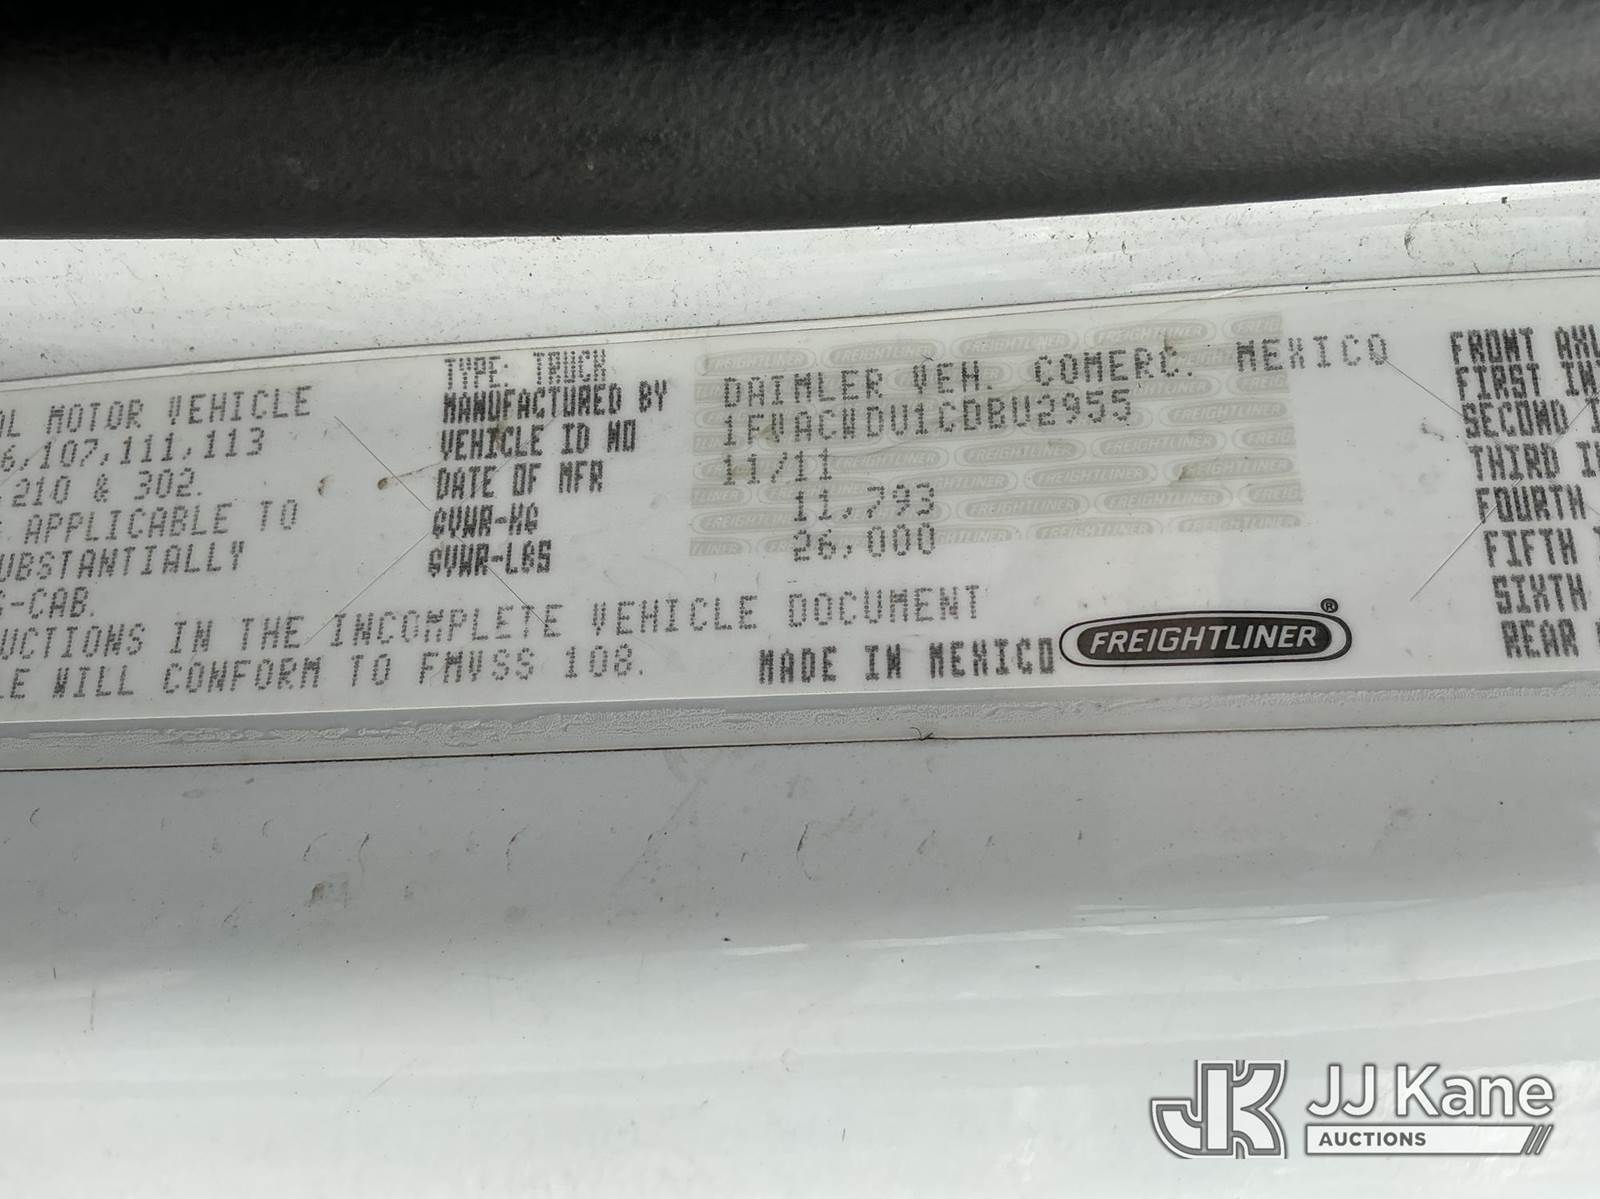 TYPE: TRUCK
MANUFACTURED BY DAIMLER VEH. COMERC. MEXICO
VEHICLE ID NO 1FVACWDU1CDBU2955
DATE OF MFR 11/11
GVWR-KG 11,793
GVWR-LBS 26,000
AL MOTOR VEHICLE
6,107,111,113
210 & 302.
APPLICABLE TO
UBSTANTIALLY
S-CAB.
UCTIONS IN THE INCOMPLETE VEHICLE DOCUMENT
LE WILL CONFORM TO FMVSS 108.
MADE IN MEXICO
FREIGHTLINER®
FRONT AXL
FIRST IN
SECOND I
THIRD I
FOURTH
FIFTH
SIXTH
REAR
JK JJ Kane
AUCTIONS